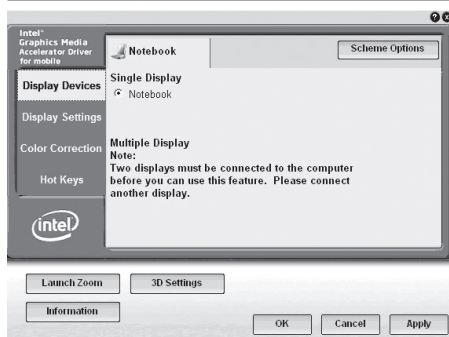 Intel®
Graphics Media
Accelerator Driver
for mobile
Notebook
Scheme Options
Display Devices
Display Settings
Color Correction
Hot Keys
intel
Single Display
Notebook
Multiple Display
Note:
Two displays must be connected to the computer
before you can use this feature. Please connect
another display.
Launch Zoom
3D Settings
Information
OK
Cancel
Apply